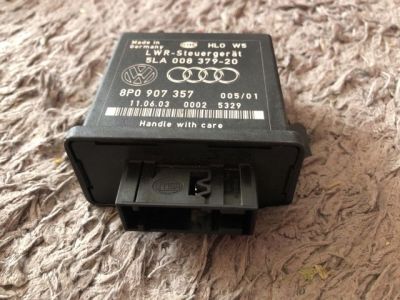 Made in
Germany
HLO W5
LWR-Steuergerät
5LA 008 379-20
8P0 907 357
005/01
11.06.03 0002 5329
Handle with care